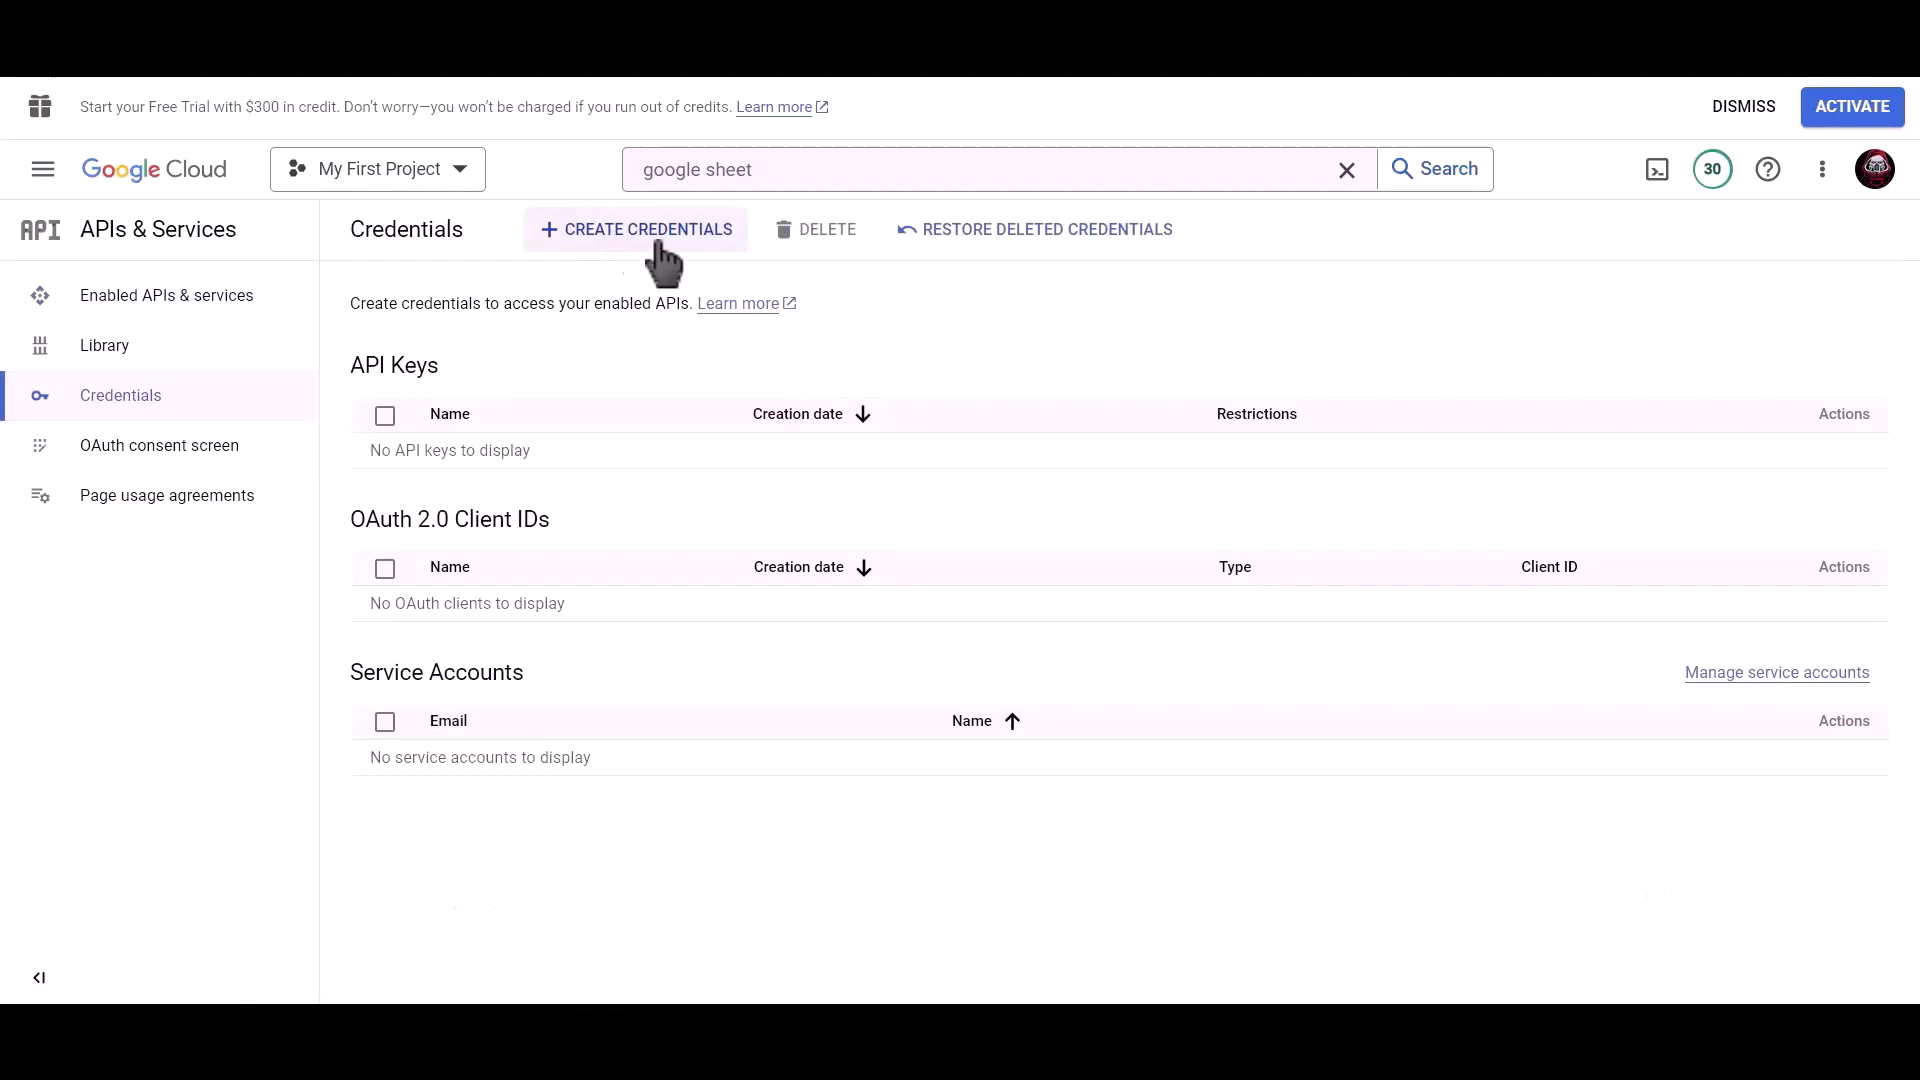 Start your Free Trial with $300 in credit. Don't worry—you won't be charged if you run out of credits. Learn more
DISMISS
ACTIVATE
Google Cloud
My First Project
google sheet
Search
30
API
APIs & Services
Credentials
CREATE CREDENTIALS
DELETE
RESTORE DELETED CREDENTIALS
Enabled APIs & services
Library
Credentials
OAuth consent screen
Page usage agreements
Create credentials to access your enabled APIs. Learn more
API Keys
Name Creation date Restrictions Actions
No API keys to display
OAuth 2.0 Client IDs
Name Creation date Type Client ID Actions
No OAuth clients to display
Service Accounts
Manage service accounts
Email Name Actions
No service accounts to display